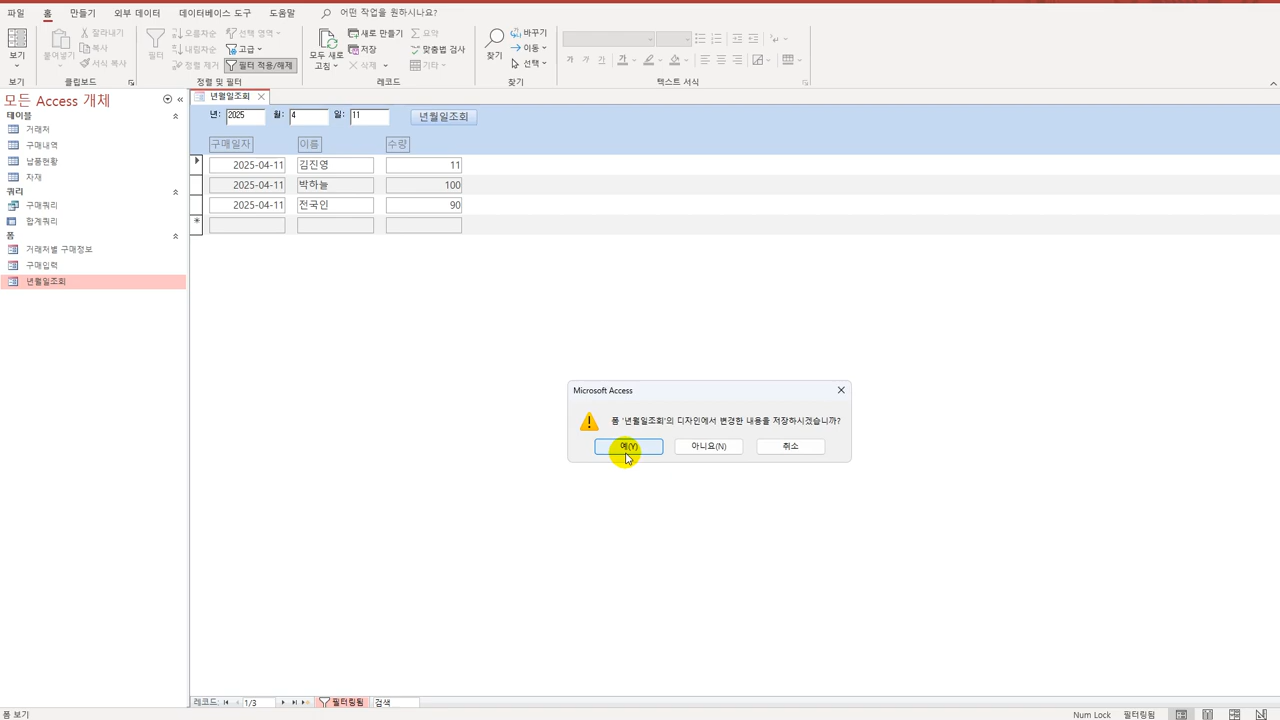 파일 홈 만들기 외부 데이터 데이터베이스 도구 도움말 어떤 작업을 원하시나요?
보기 붙여넣기 잘라내기 복사 서식 복사 필터 오름차순 내림차순 정렬 제거 선택 영역 고급 필터 적용/해제 모두 새로 고침 새로 만들기 저장 삭제 요약 맞춤법 검사 기타 찾기 바꾸기 이동 선택 가 가 가 가
보기 클립보드 정렬 및 필터 레코드 찾기 텍스트 서식
모든 Access 개체
테이블
거래처
구매내역
납품현황
자재
쿼리
구매쿼리
합계쿼리
폼
거래처별 구매정보
구매입력
년월일조회
년월일조회
년: 2025 월: 4 일: 11 년월일조회
구매일자 이름 수량
2025-04-11 김진영 11
2025-04-11 박하늘 100
2025-04-11 전국인 90
Microsoft Access
폼 '년월일조회'의 디자인에서 변경한 내용을 저장하시겠습니까?
예(Y) 아니요(N) 취소
레코드: 1/3 필터링됨 검색
폼 보기 Num Lock 필터링됨